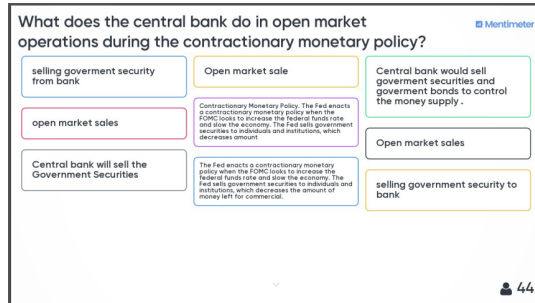 What does the central bank do in open market
operations during the contractionary monetary policy?
Mentimeter
selling goverment security
from bank
open market sales
Central bank will sell the
Government Securities
Open market sale
Contractionary Monetary Policy. The Fed enacts
a contractionary monetary policy when the
FOMC looks to increase the federal funds rate
and slow the economy. The Fed sells government
securities to individuals and institutions, which
decreases amount
The Fed enacts a contractionary monetary
policy when the FOMC looks to increase the
federal funds rate and slow the economy. The
Fed sells government securities to individuals and
institutions, which decreases the amount of
money left for commercial.
Central bank would sell
goverment securities and
goverment bonds to control
the money supply .
Open market sales
selling government security to
bank
44